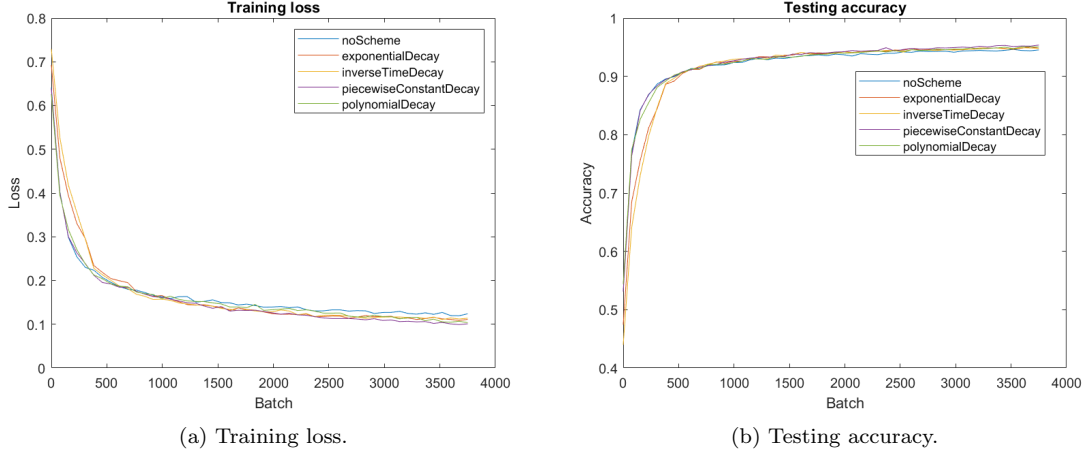 Training loss
0.8
0.7
0.6
0.5
0.4
0.3
0.2
0.1
0
Loss
noScheme
exponentialDecay
inverseTimeDecay
piecewiseConstantDecay
polynomialDecay
0 500 1000 1500 2000 2500 3000 3500 4000
Batch
(a) Training loss.
Testing accuracy
1
0.9
0.8
0.7
0.6
0.5
0.4
Accuracy
noScheme
exponentialDecay
inverseTimeDecay
piecewiseConstantDecay
polynomialDecay
0 500 1000 1500 2000 2500 3000 3500 4000
Batch
(b) Testing accuracy.